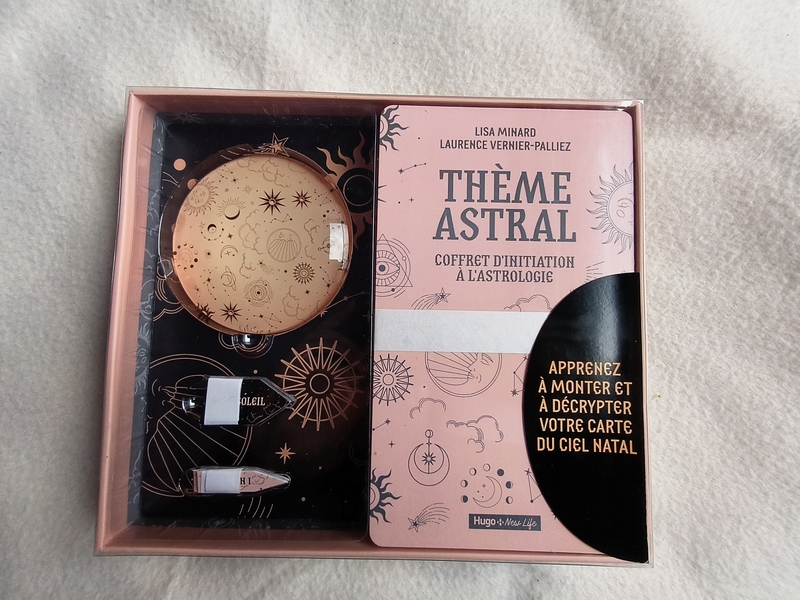 LISA MINARD
LAURENCE VERNIER-PALLIEZ
THÈME
ASTRAL
COFFRET D'INITIATION
À L'ASTROLOGIE
APPRENEZ
À MONTER ET
À DÉCRYPTER
VOTRE CARTE
DU CIEL NATAL
Hugo New Life
SOLEIL